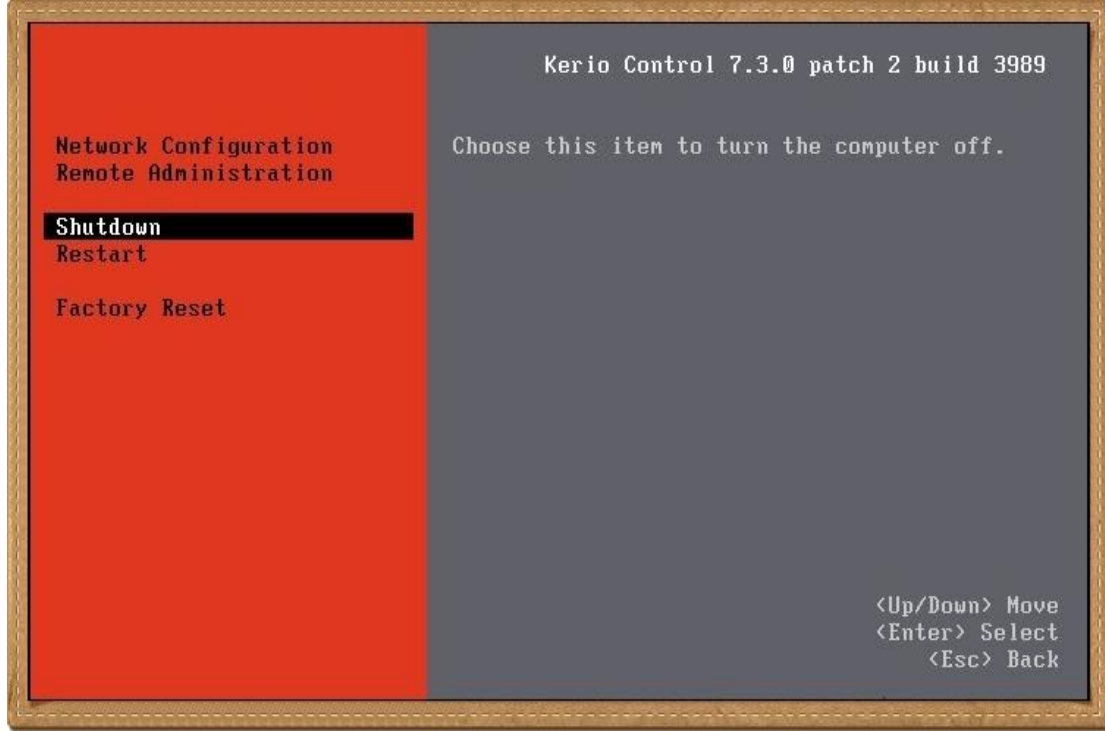 Kerio Control 7.3.0 patch 2 build 3989
Network Configuration
Remote Administration
Shutdown
Restart
Factory Reset
Choose this item to turn the computer off.
<Up/Down> Move
<Enter> Select
<Esc> Back